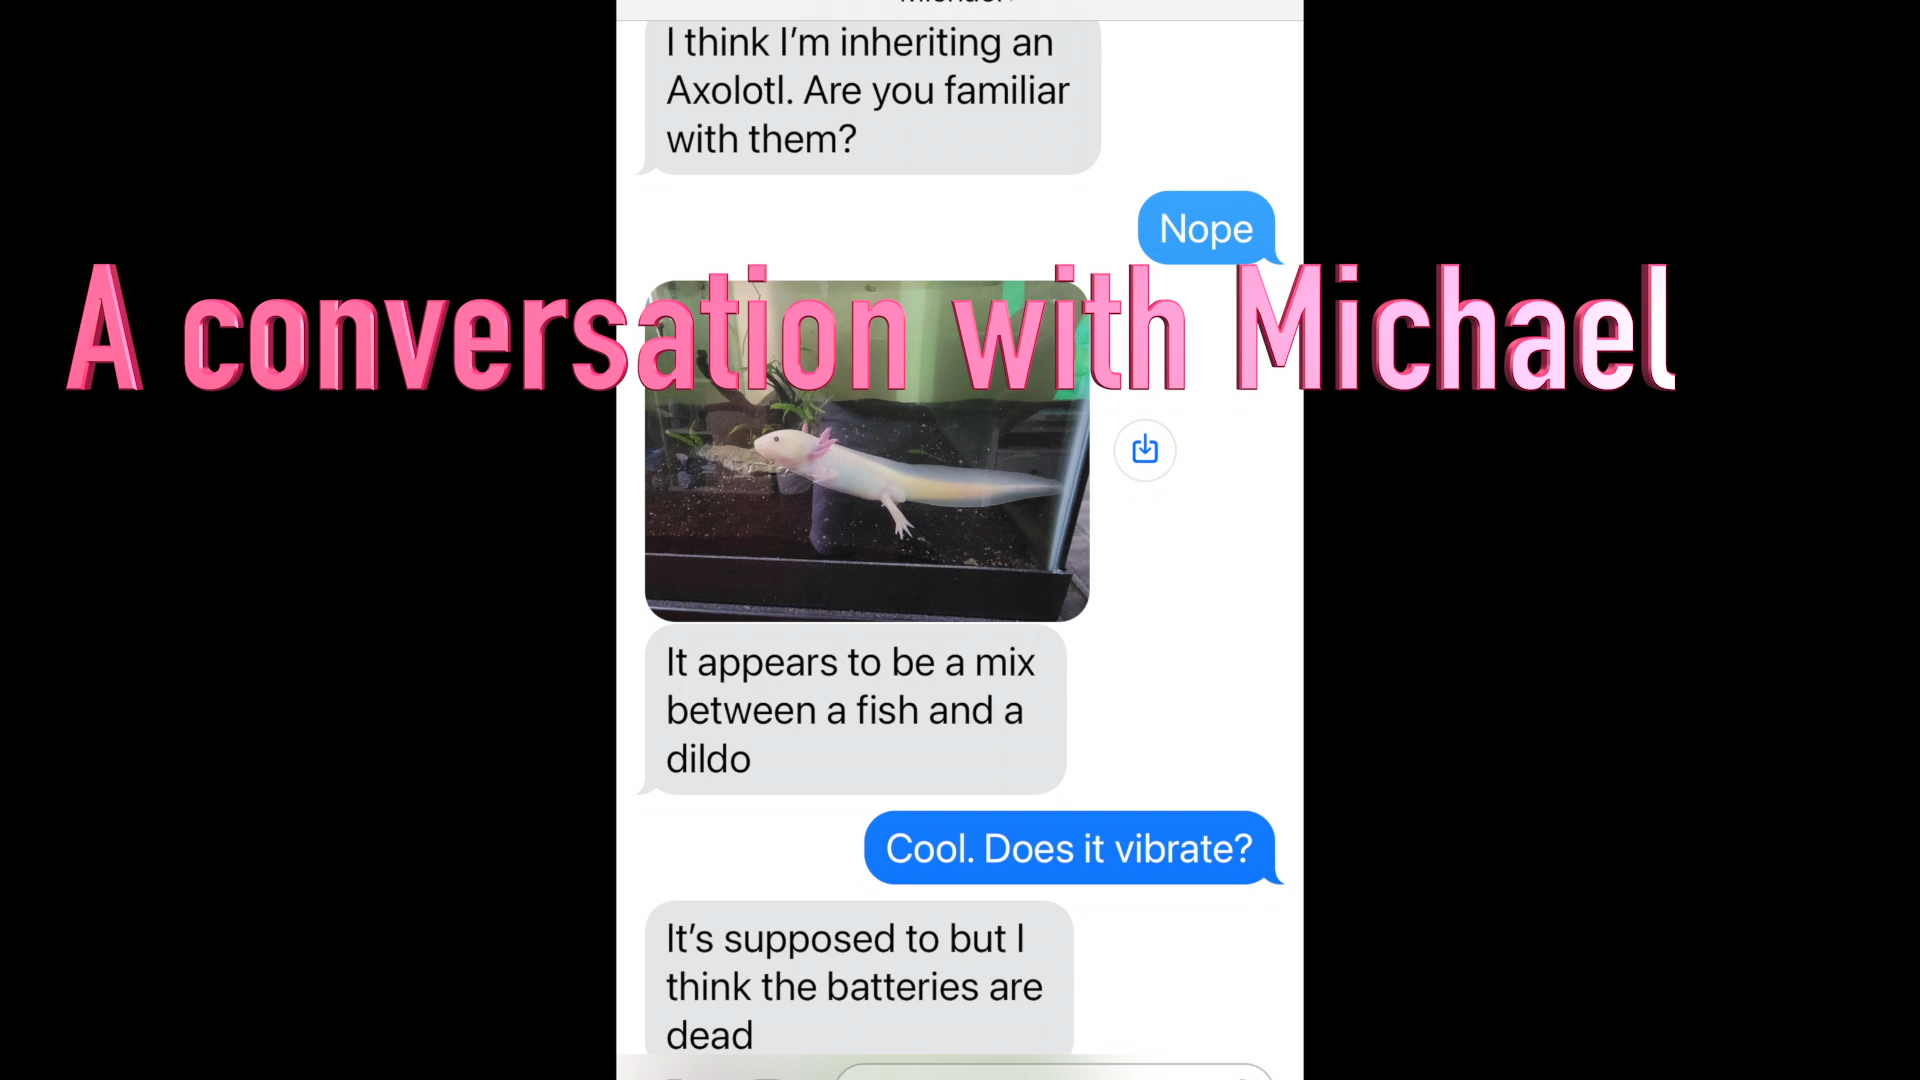 I think I'm inheriting an
Axolotl. Are you familiar
with them?
Nope
A conversation with Michael
It appears to be a mix
between a fish and a
dildo
Cool. Does it vibrate?
It's supposed to but I
think the batteries are
dead